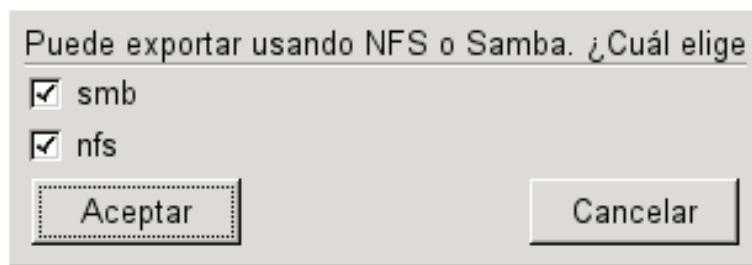 Puede exportar usando NFS o Samba. ¿Cuál elige
smb
nfs
Aceptar Cancelar